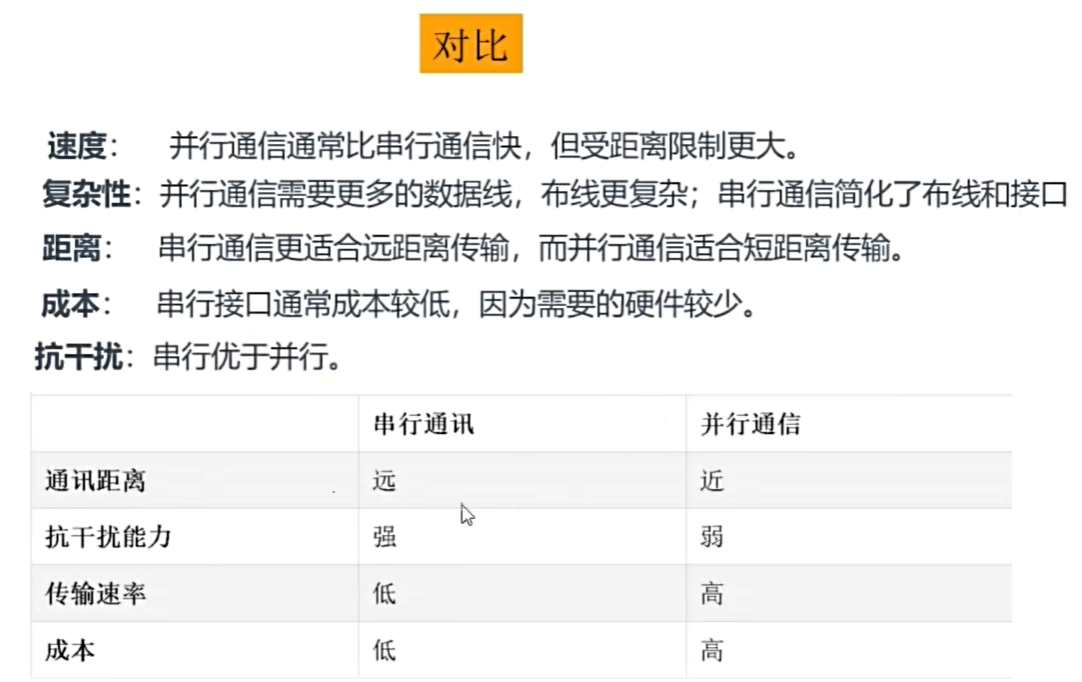 对比
速度： 并行通信通常比串行通信快，但受距离限制更大。
复杂性：并行通信需要更多的数据线，布线更复杂；串行通信简化了布线和接口
距离： 串行通信更适合远距离传输，而并行通信适合短距离传输。
成本： 串行接口通常成本较低，因为需要的硬件较少。
抗干扰：串行优于并行。
串行通讯 并行通信
通讯距离 远 近
抗干扰能力 强 弱
传输速率 低 高
成本 低 高